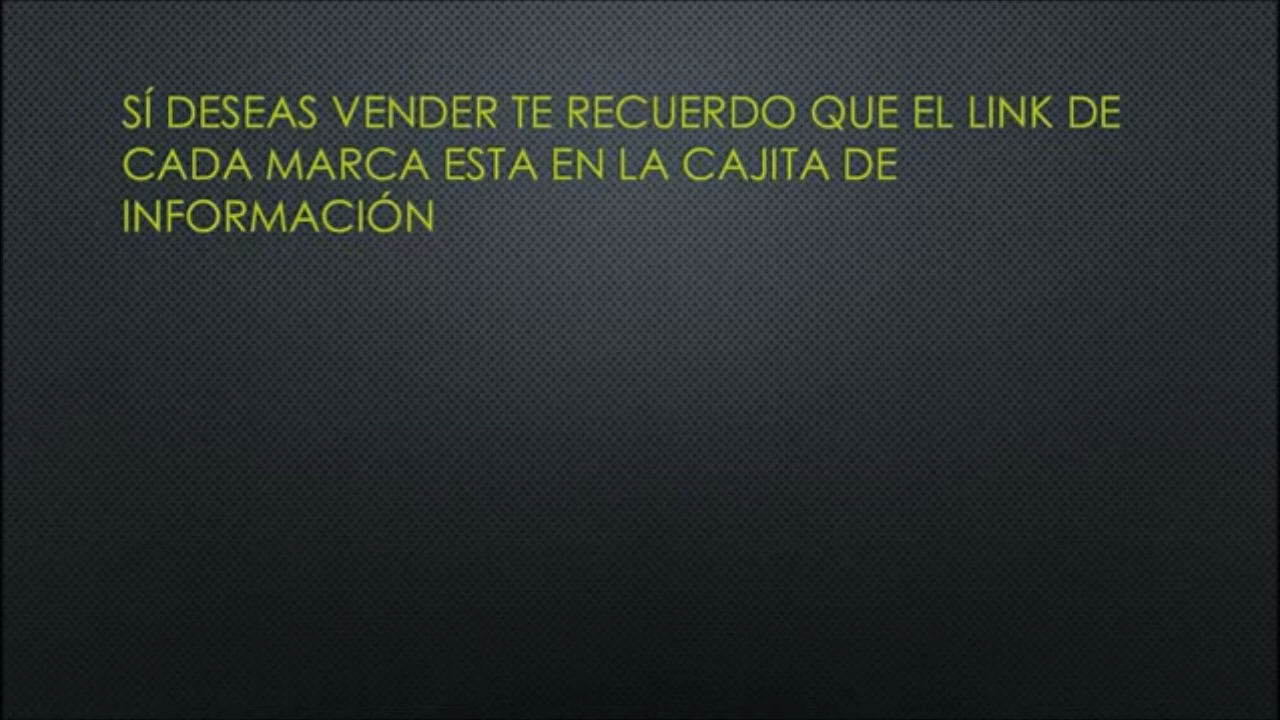 SÍ DESEAS VENDER TE RECUERDO QUE EL LINK DE
CADA MARCA ESTA EN LA CAJITA DE
INFORMACIÓN